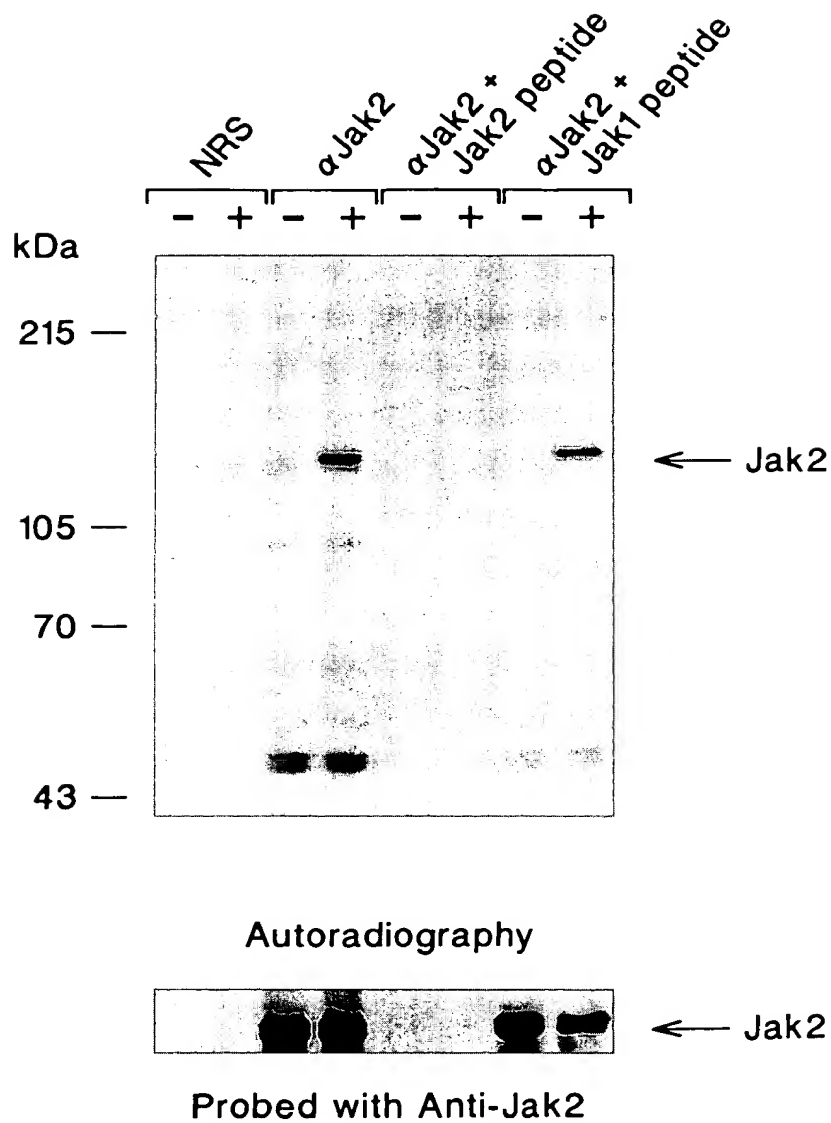 NRS
αJak2
αJak2 +
Jak2 peptide
αJak2 +
Jak1 peptide
− + − + − + − +
kDa
215
105
70
43
Jak2
Autoradiography
Jak2
Probed with Anti-Jak2